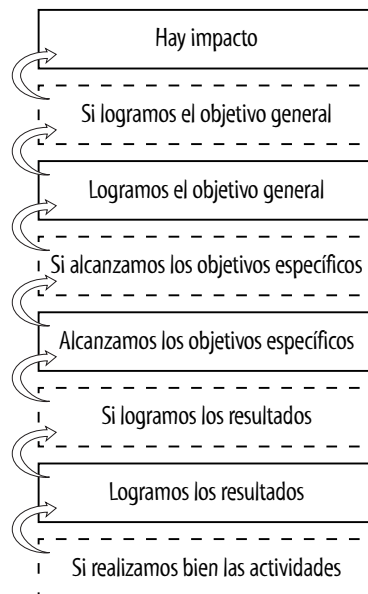 Hay impacto
Si logramos el objetivo general
Logramos el objetivo general
Si alcanzamos los objetivos específicos
Alcanzamos los objetivos específicos
Si logramos los resultados
Logramos los resultados
Si realizamos bien las actividades